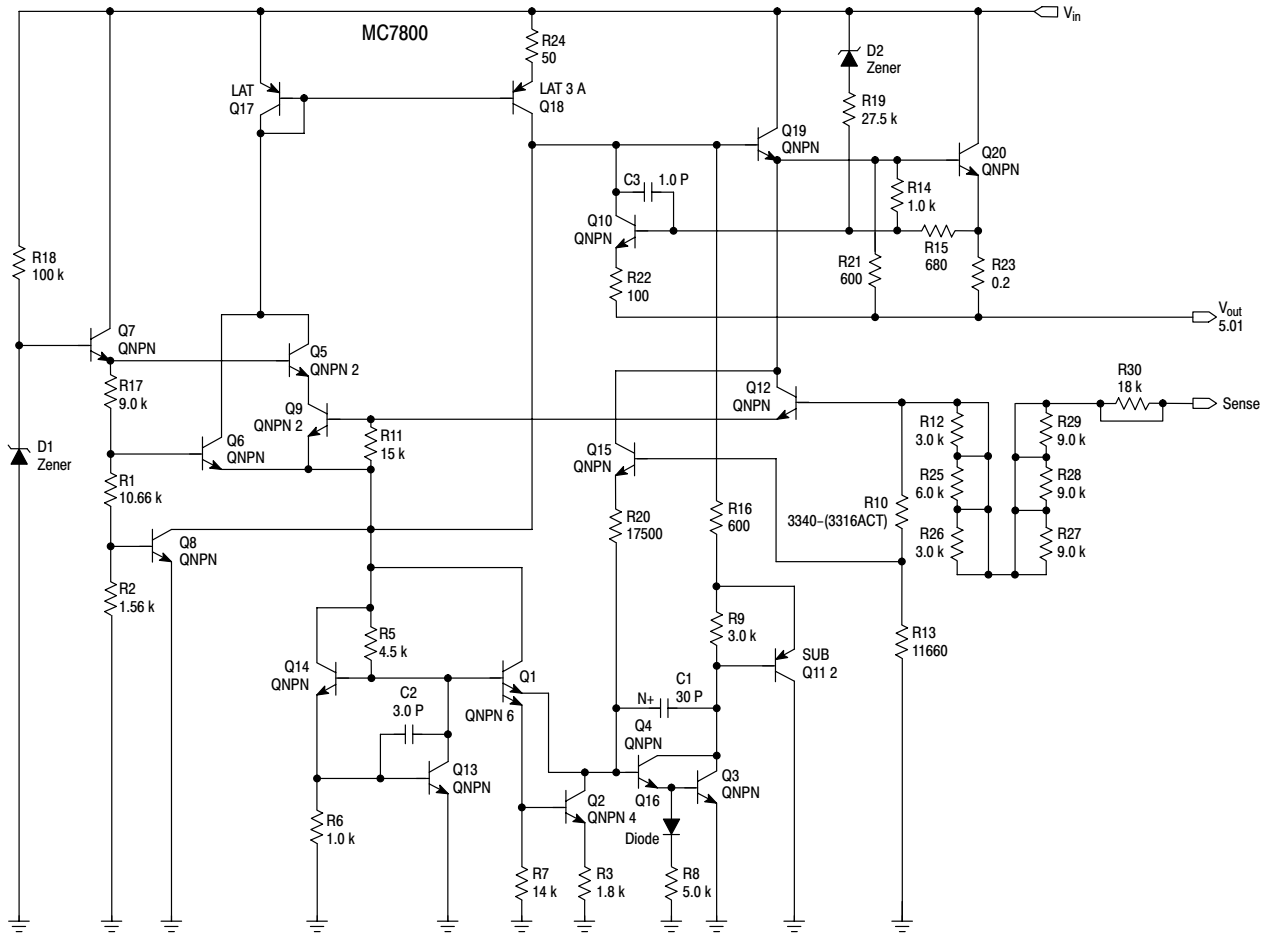 MC7800
Vin
R24
50
D2
Zener
LAT
Q17
LAT 3 A
Q18
R19
27.5 k
Q19
QNPN
Q20
QNPN
C3
1.0 P
R14
1.0 k
Q10
QNPN
R18
100 k
R15
680
R21
600
R23
0.2
R22
100
Vout
5.01
Q7
QNPN
Q5
QNPN 2
R30
18 k
Sense
R17
9.0 k
Q12
QNPN
Q9
QNPN 2
R12
3.0 k
R29
9.0 k
R11
15 k
Q6
QNPN
D1
Zener
Q15
QNPN
R25
6.0 k
R28
9.0 k
R1
10.66 k
R10
3340–(3316ACT)
R20
17500
R16
600
R26
3.0 k
R27
9.0 k
Q8
QNPN
R2
1.56 k
R9
3.0 k
R13
11660
R5
4.5 k
SUB
Q11 2
Q14
QNPN
Q1
QNPN 6
C2
3.0 P
N+
C1
30 P
Q4
QNPN
Q13
QNPN
Q3
QNPN
Q2
QNPN 4
Q16
R6
1.0 k
Diode
R7
14 k
R3
1.8 k
R8
5.0 k